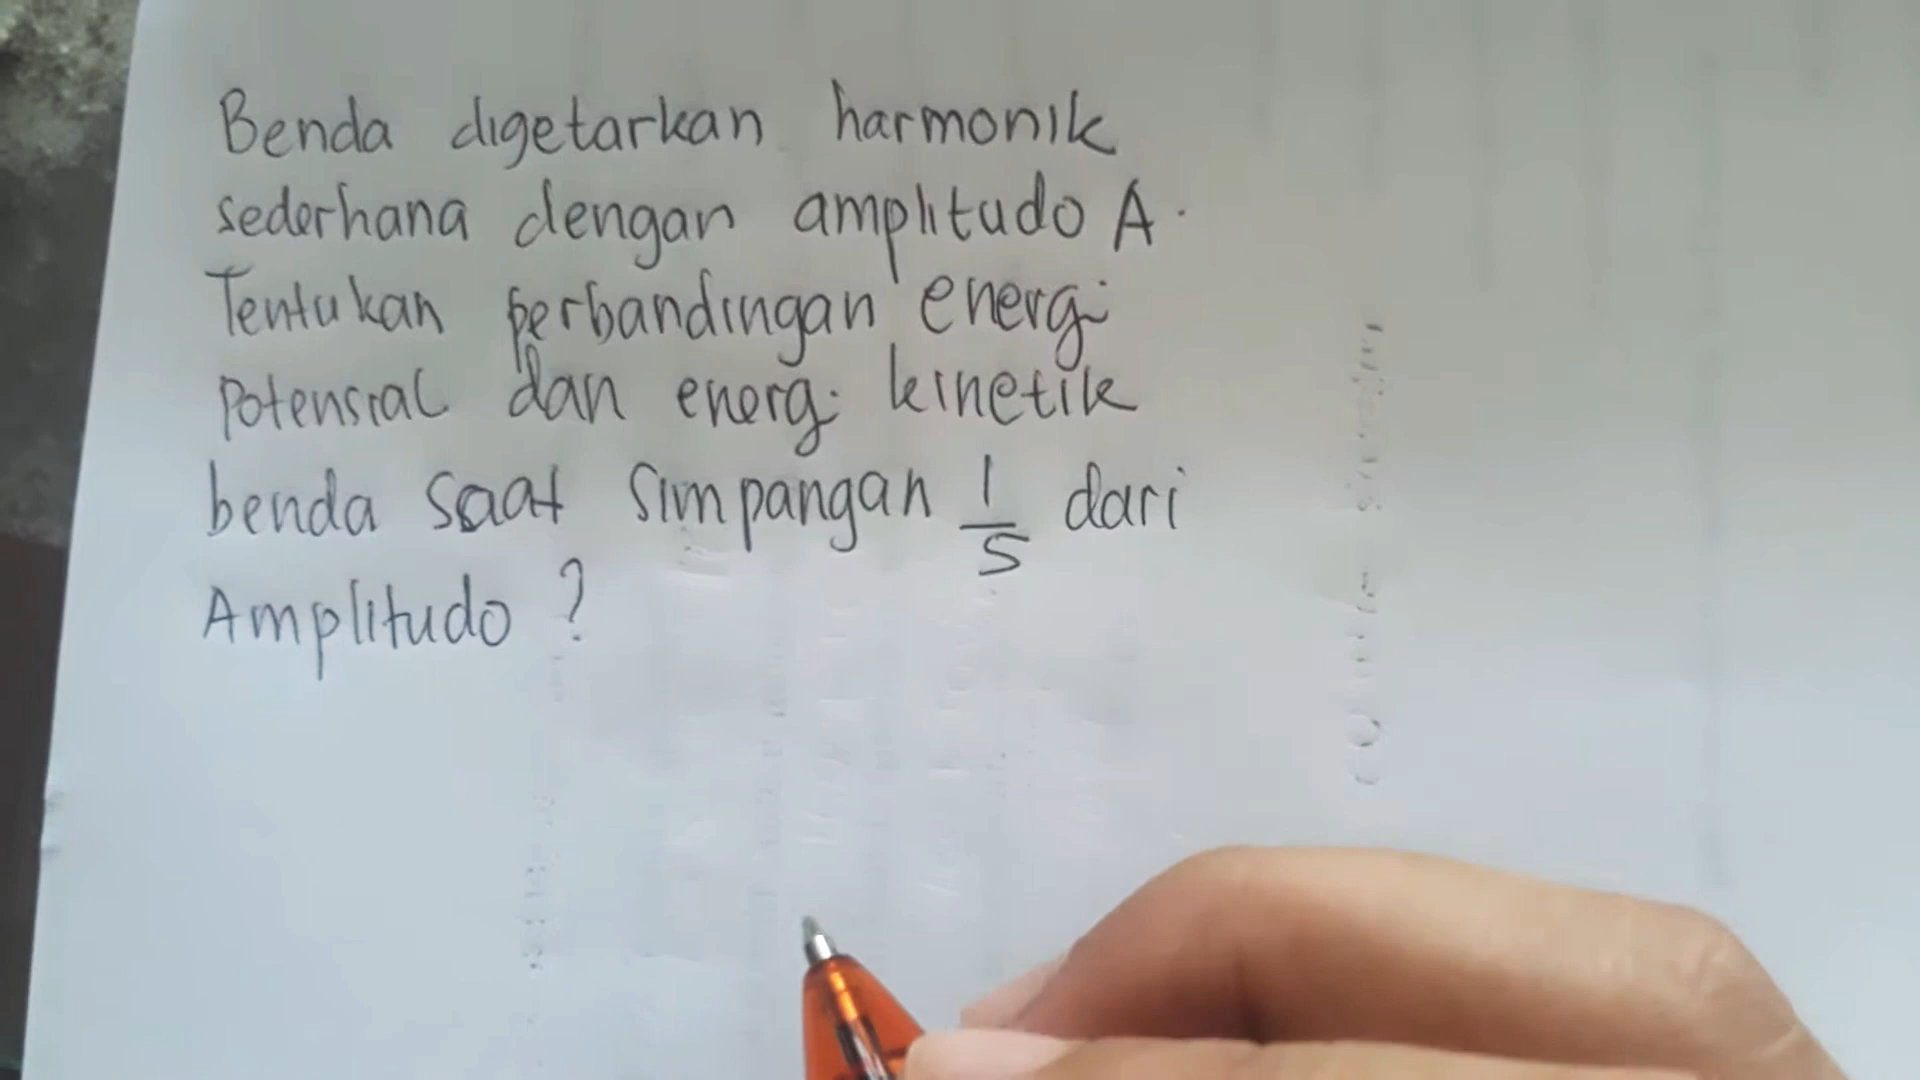 Benda digetarkan harmonik
sederhana dengan amplitudo A.
Tentukan perbandingan energi
potensial dan energi kinetik
benda saat simpangan 1/5 dari
Amplitudo ?